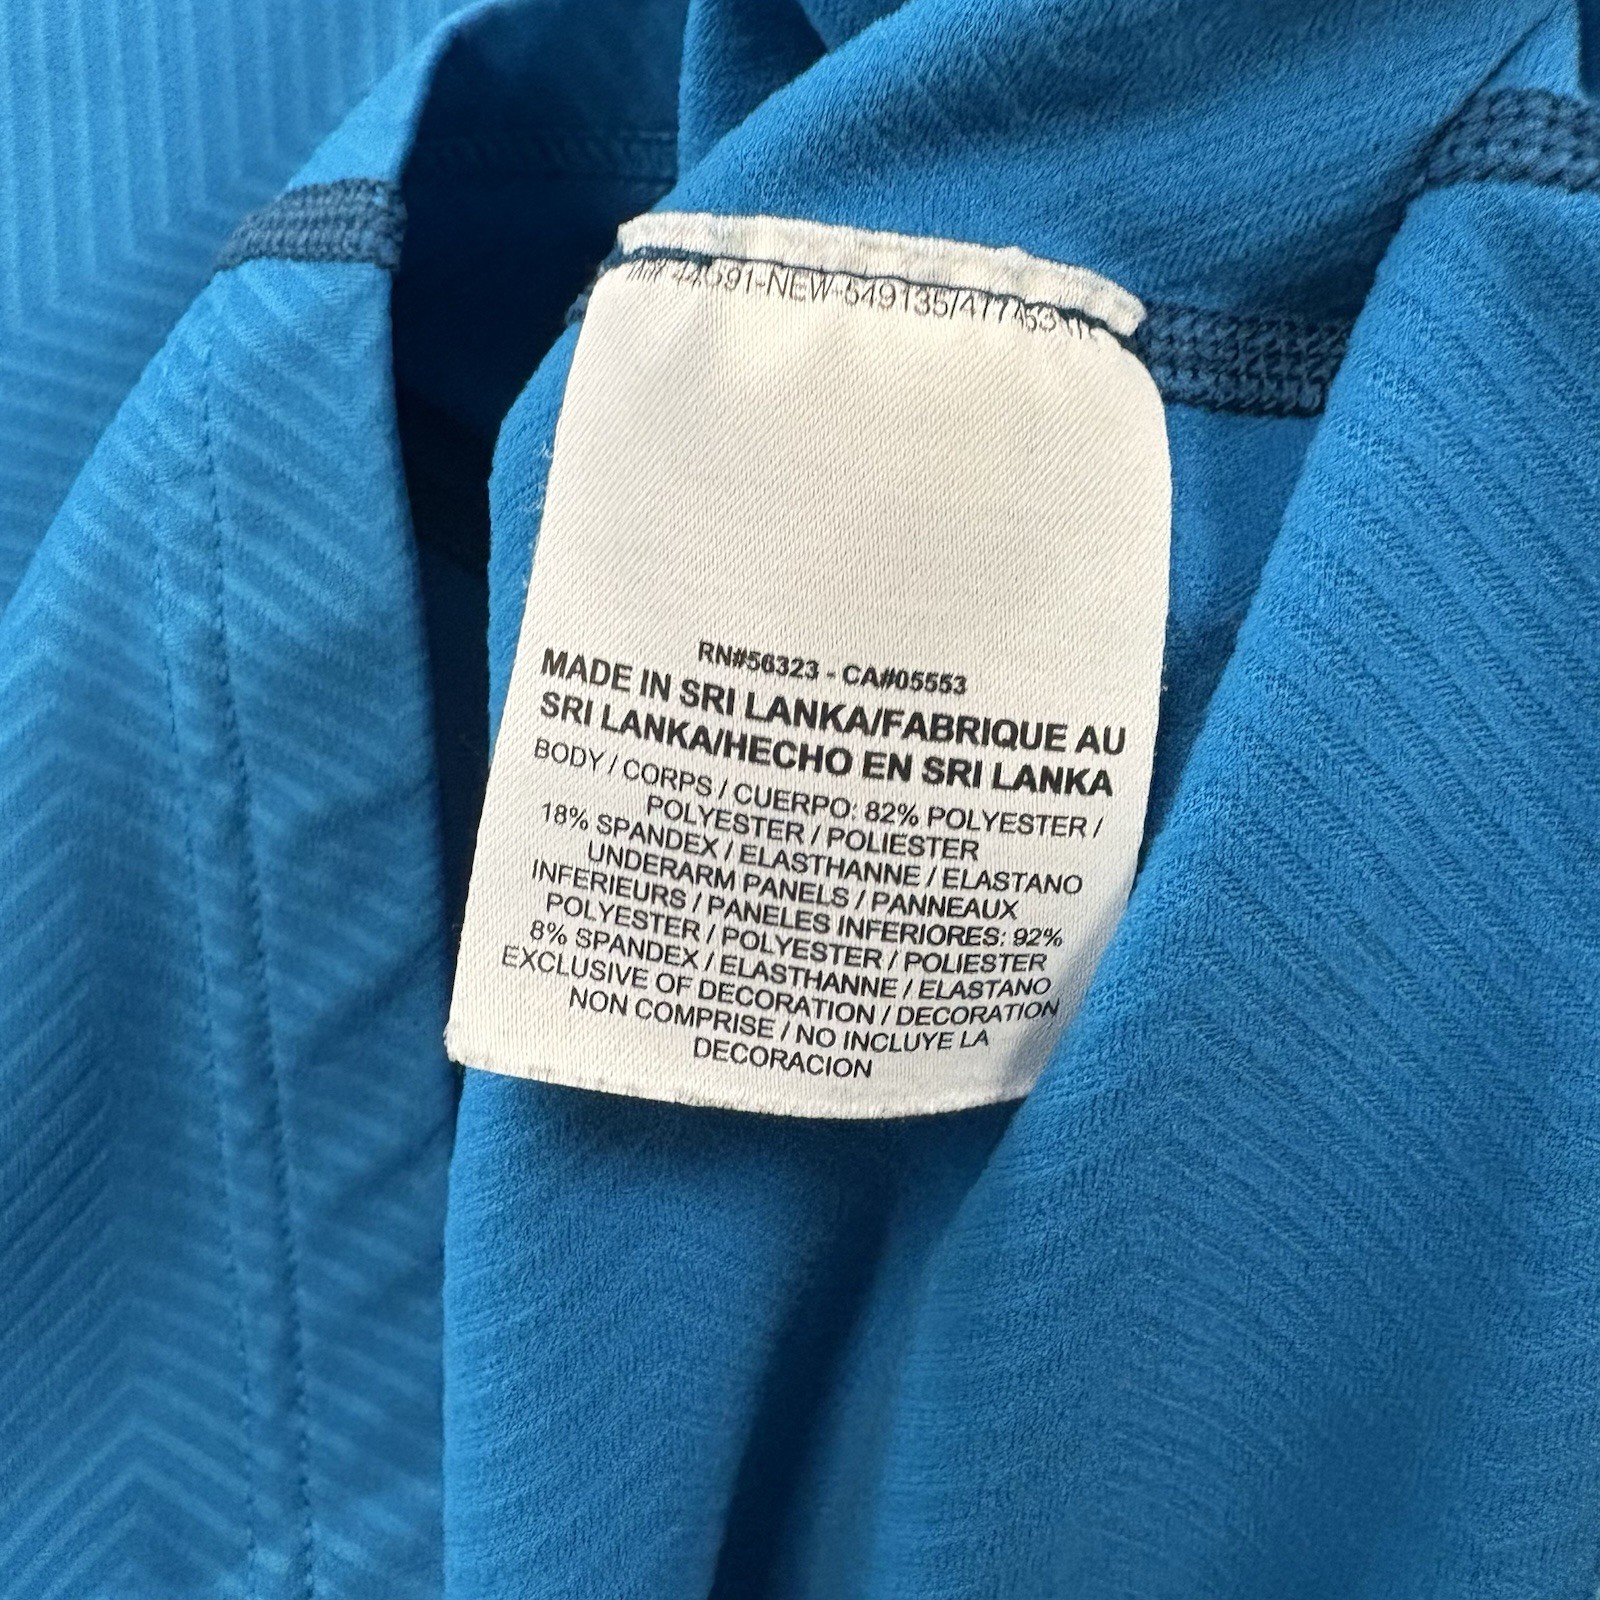 RN#56323 - CA#05553
MADE IN SRI LANKA/FABRIQUE AU
SRI LANKA/HECHO EN SRI LANKA
BODY / CORPS / CUERPO: 82% POLYESTER /
POLYESTER / POLIESTER
18% SPANDEX / ELASTHANNE / ELASTANO
UNDERARM PANELS / PANNEAUX
INFERIEURS / PANELES INFERIORES: 92%
POLYESTER / POLYESTER / POLIESTER
8% SPANDEX / ELASTHANNE / ELASTANO
EXCLUSIVE OF DECORATION / DECORATION
NON COMPRISE / NO INCLUYE LA
DECORACION